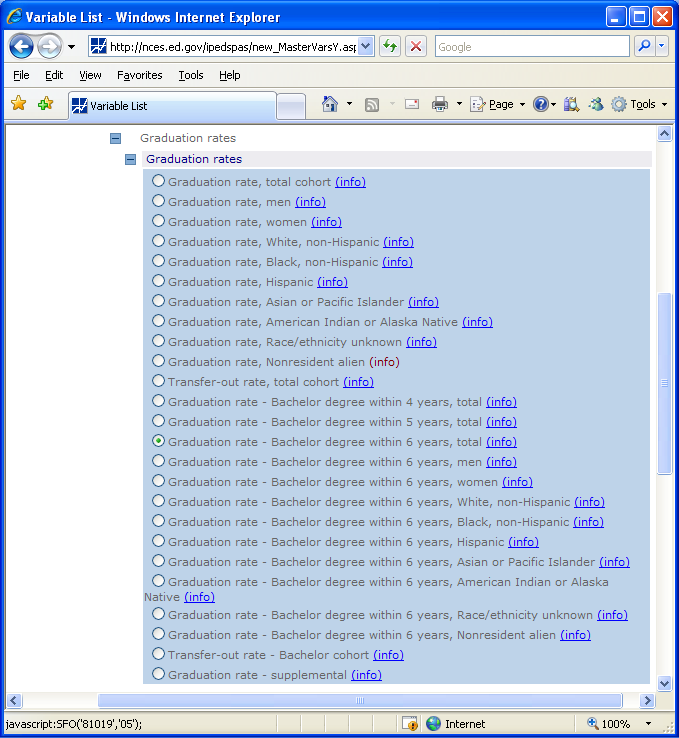 Variable List - Windows Internet Explorer
http://nces.ed.gov/ipedspas/new_MasterVarsY.asp
Google
File Edit View Favorites Tools Help
Variable List
Page Tools
Graduation rates
Graduation rates
Graduation rate, total cohort (info)
Graduation rate, men (info)
Graduation rate, women (info)
Graduation rate, White, non-Hispanic (info)
Graduation rate, Black, non-Hispanic (info)
Graduation rate, Hispanic (info)
Graduation rate, Asian or Pacific Islander (info)
Graduation rate, American Indian or Alaska Native (info)
Graduation rate, Race/ethnicity unknown (info)
Graduation rate, Nonresident alien (info)
Transfer-out rate, total cohort (info)
Graduation rate - Bachelor degree within 4 years, total (info)
Graduation rate - Bachelor degree within 5 years, total (info)
Graduation rate - Bachelor degree within 6 years, total (info)
Graduation rate - Bachelor degree within 6 years, men (info)
Graduation rate - Bachelor degree within 6 years, women (info)
Graduation rate - Bachelor degree within 6 years, White, non-Hispanic (info)
Graduation rate - Bachelor degree within 6 years, Black, non-Hispanic (info)
Graduation rate - Bachelor degree within 6 years, Hispanic (info)
Graduation rate - Bachelor degree within 6 years, Asian or Pacific Islander (info)
Graduation rate - Bachelor degree within 6 years, American Indian or Alaska
Native (info)
Graduation rate - Bachelor degree within 6 years, Race/ethnicity unknown (info)
Graduation rate - Bachelor degree within 6 years, Nonresident alien (info)
Transfer-out rate - Bachelor cohort (info)
Graduation rate - supplemental (info)
javascript:SFO('81019','05'); Internet 100%